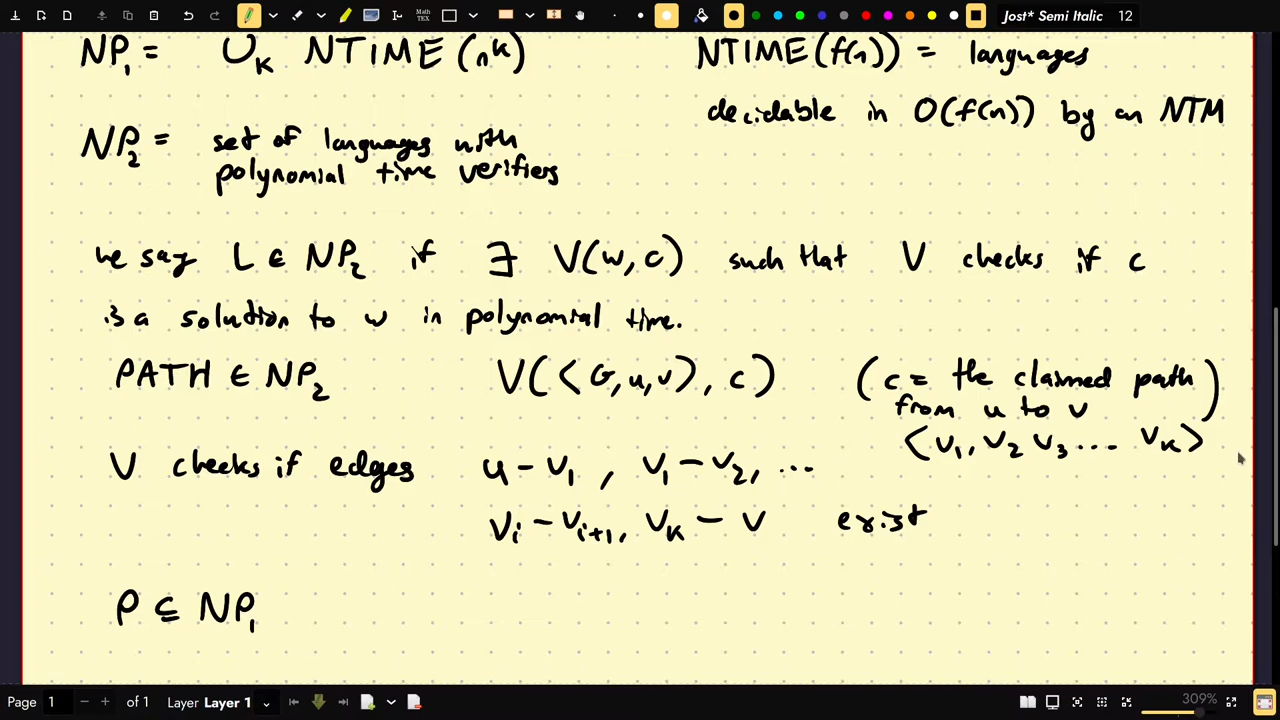 Jost* Semi Italic 12
NP₁ = ∪ₖ NTIME (nᵏ)
NTIME(f(n)) = languages
decidable in O(f(n)) by an NTM
NP₂ = set of languages with
polynomial time verifiers
we say L ∈ NP₂ if ∃ V(w, c) such that V checks if c
is a solution to w in polynomial time.
PATH ∈ NP₂ V(⟨G, u, v⟩, c) (c = the claimed path
from u to v)
⟨v₁, v₂ v₃ ... vₖ⟩
V checks if edges u - v₁, v₁ - v₂, ...
vᵢ - vᵢ₊₁, vₖ - v exist
P ⊆ NP₁
Page 1 of 1 Layer Layer 1 309%